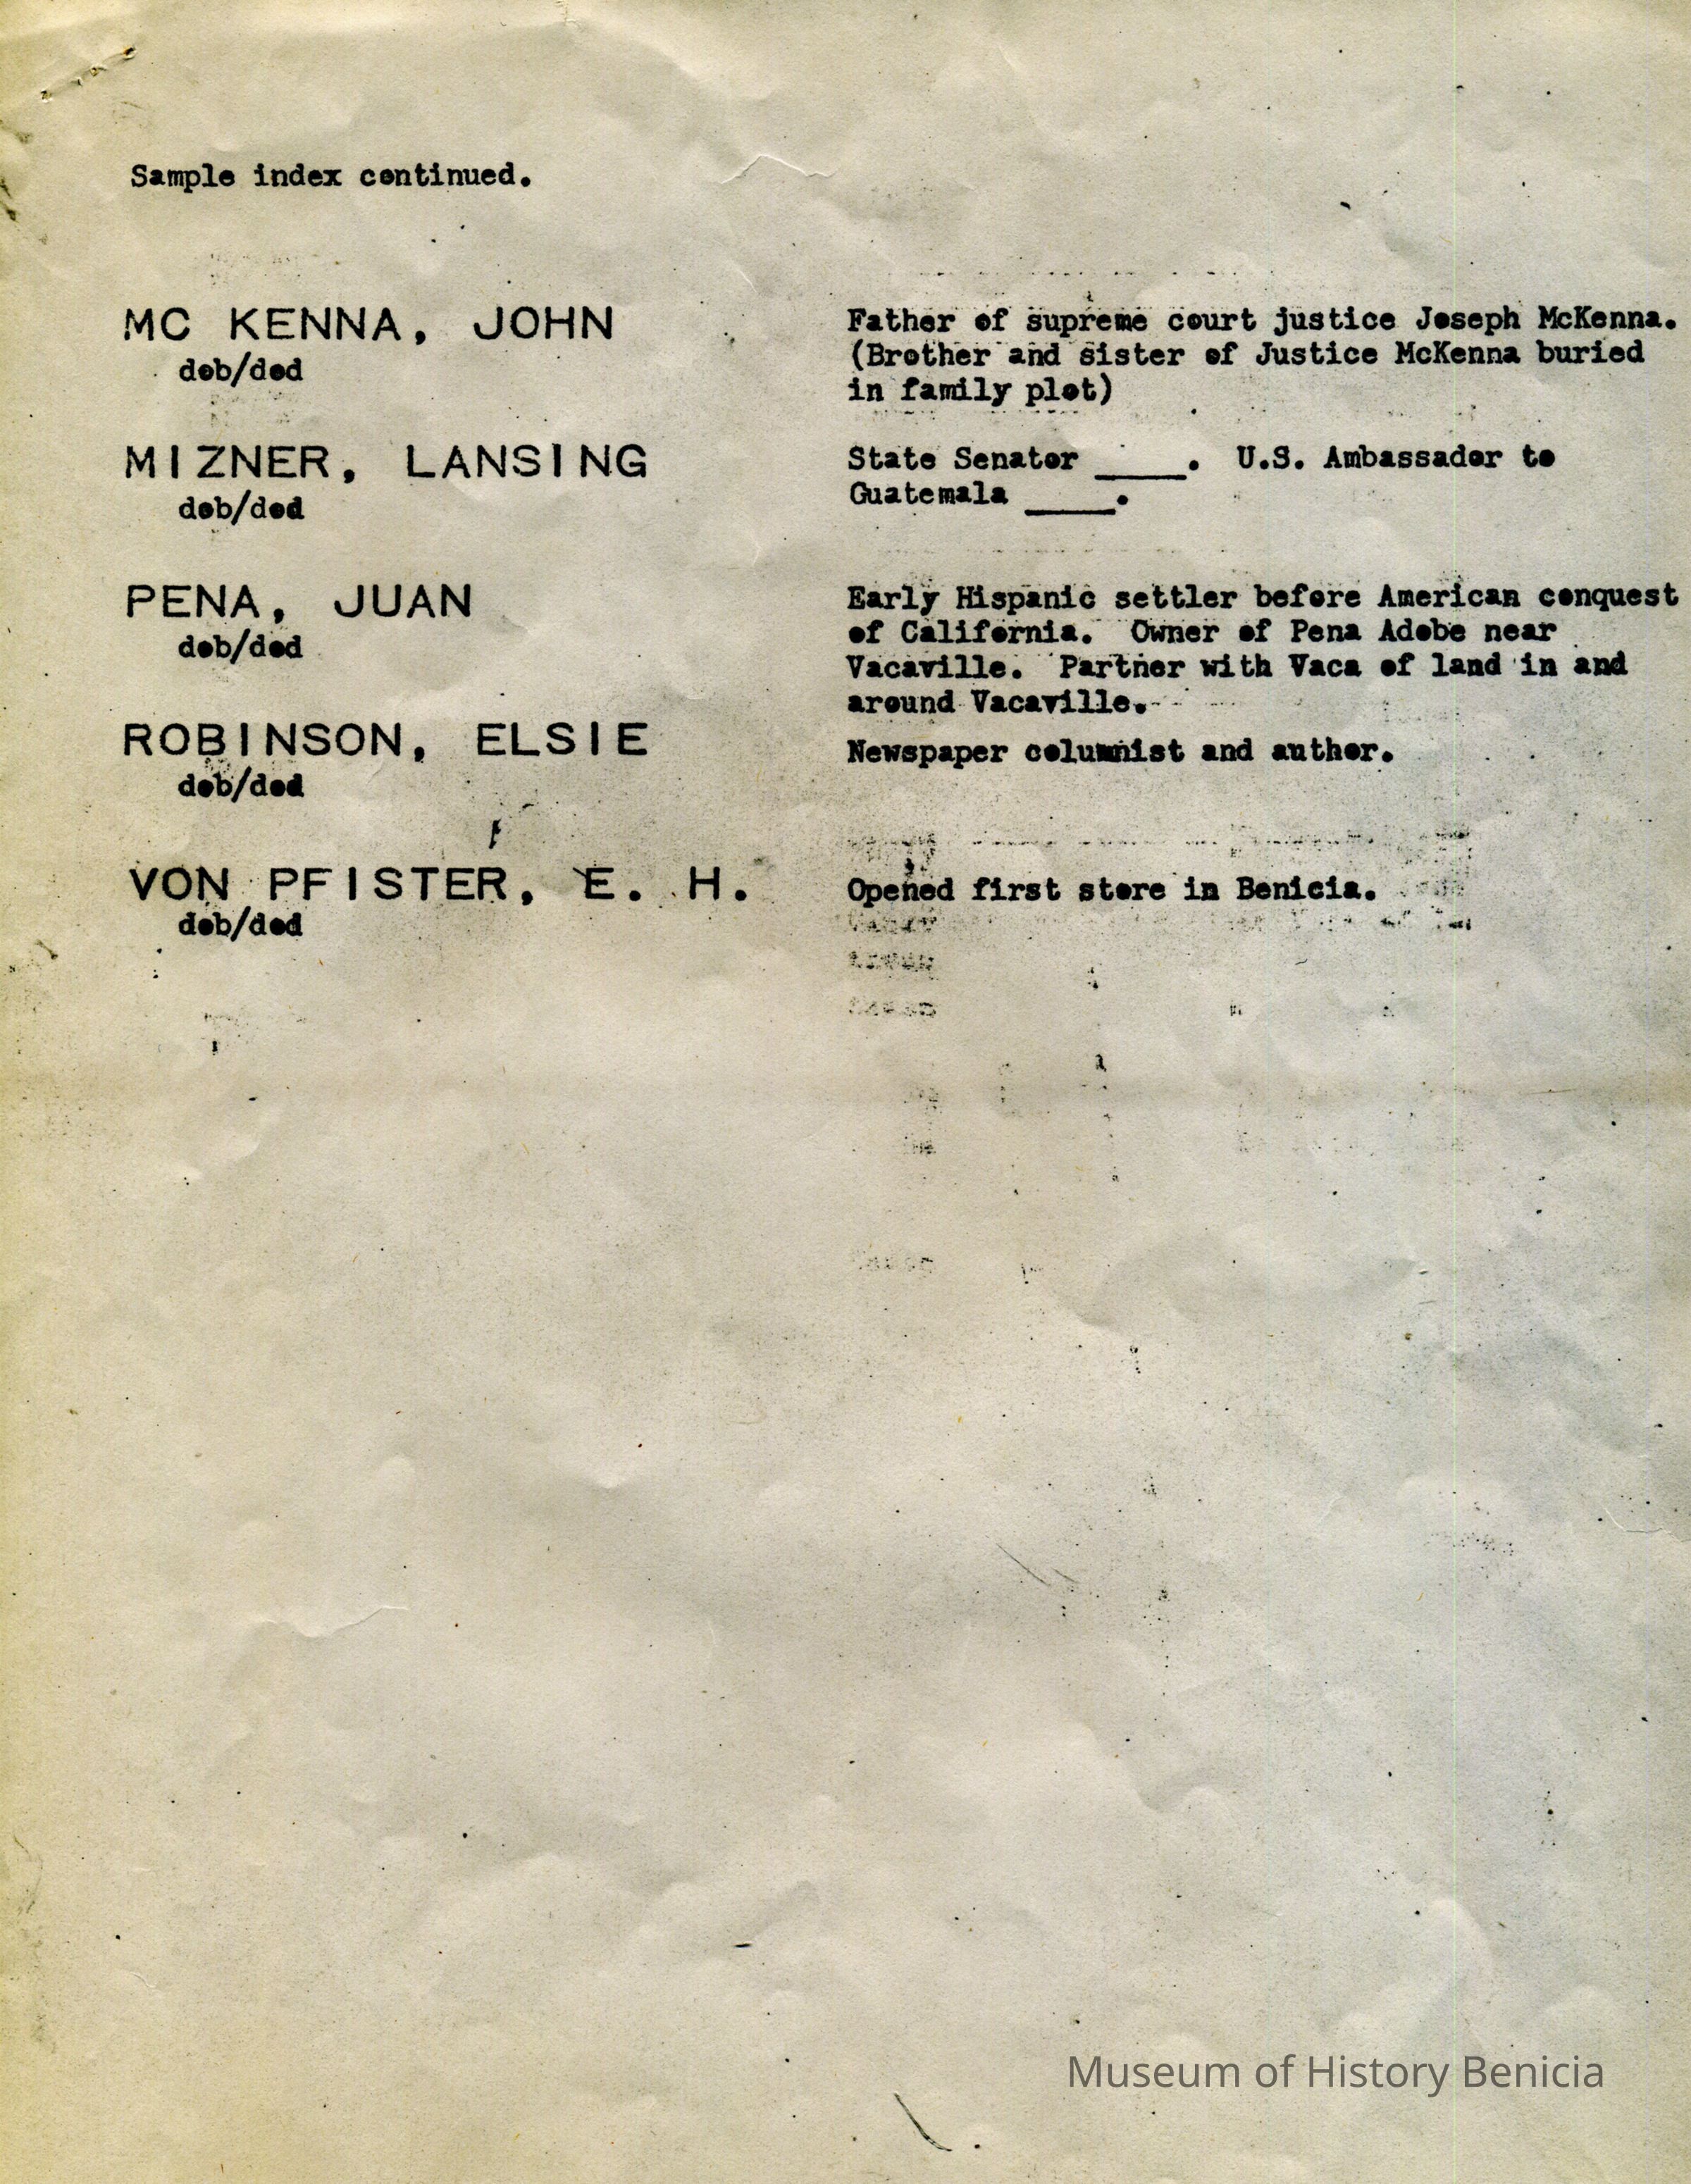 Sample index continued.
MC KENNA, JOHN
dob/dod
Father of supreme court justice Joseph McKenna.
(Brother and sister of Justice McKenna buried
in family plot)
MIZNER, LANSING
dob/dod
State Senator _____. U.S. Ambassador to
Guatemala _____.
PENA, JUAN
dob/dod
Early Hispanic settler before American conquest
of California. Owner of Pena Adobe near
Vacaville. Partner with Vaca of land in and
around Vacaville.
ROBINSON, ELSIE
dob/dod
Newspaper columnist and author.
VON PFISTER, E. H.
dob/dod
Opened first store in Benicia.
Museum of History Benicia